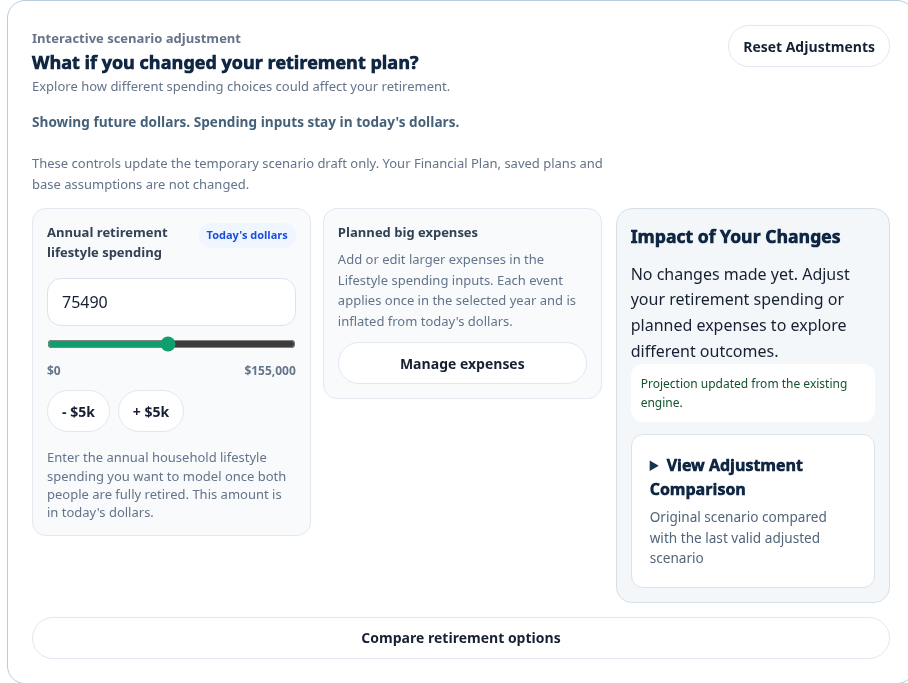 Interactive scenario adjustment
What if you changed your retirement plan?
Explore how different spending choices could affect your retirement.
Reset Adjustments
Showing future dollars. Spending inputs stay in today's dollars.
These controls update the temporary scenario draft only. Your Financial Plan, saved plans and
base assumptions are not changed.
Annual retirement
lifestyle spending
Today's dollars
75490
$0
$155,000
- $5k
+ $5k
Enter the annual household lifestyle
spending you want to model once both
people are fully retired. This amount is
in today's dollars.
Planned big expenses
Add or edit larger expenses in the
Lifestyle spending inputs. Each event
applies once in the selected year and is
inflated from today's dollars.
Manage expenses
Impact of Your Changes
No changes made yet. Adjust
your retirement spending or
planned expenses to explore
different outcomes.
Projection updated from the existing
engine.
▶ View Adjustment
Comparison
Original scenario compared
with the last valid adjusted
scenario
Compare retirement options